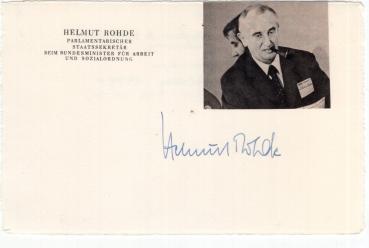 HELMUT ROHDE
PARLAMENTARISCHER
STAATSSEKRETÄR
BEIM BUNDESMINISTER FÜR ARBEIT
UND SOZIALORDNUNG
Helmut Rohde